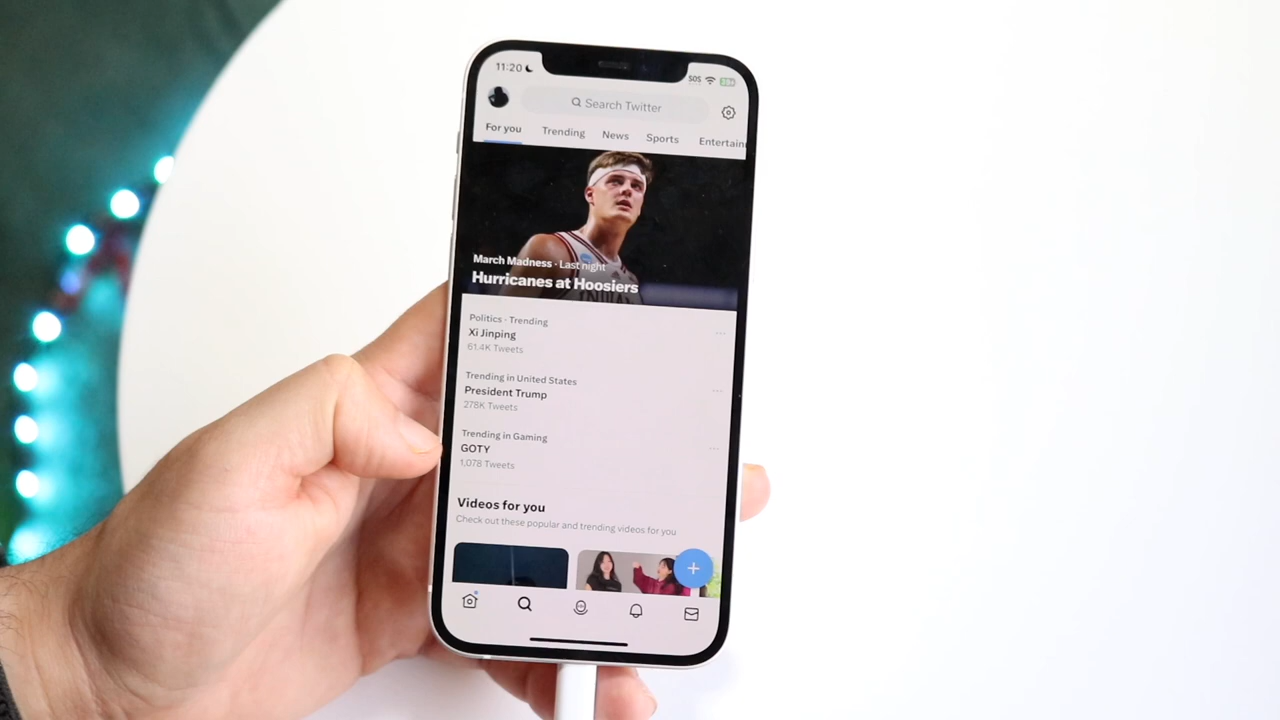 11:20
SOS
Search Twitter
For you Trending News Sports Entertain
March Madness · Last night
Hurricanes at Hoosiers
INDIANA
Politics · Trending
Xi Jinping
61.4K Tweets
Trending in United States
President Trump
278K Tweets
Trending in Gaming
GOTY
1,078 Tweets
Videos for you
Check out these popular and trending videos for you